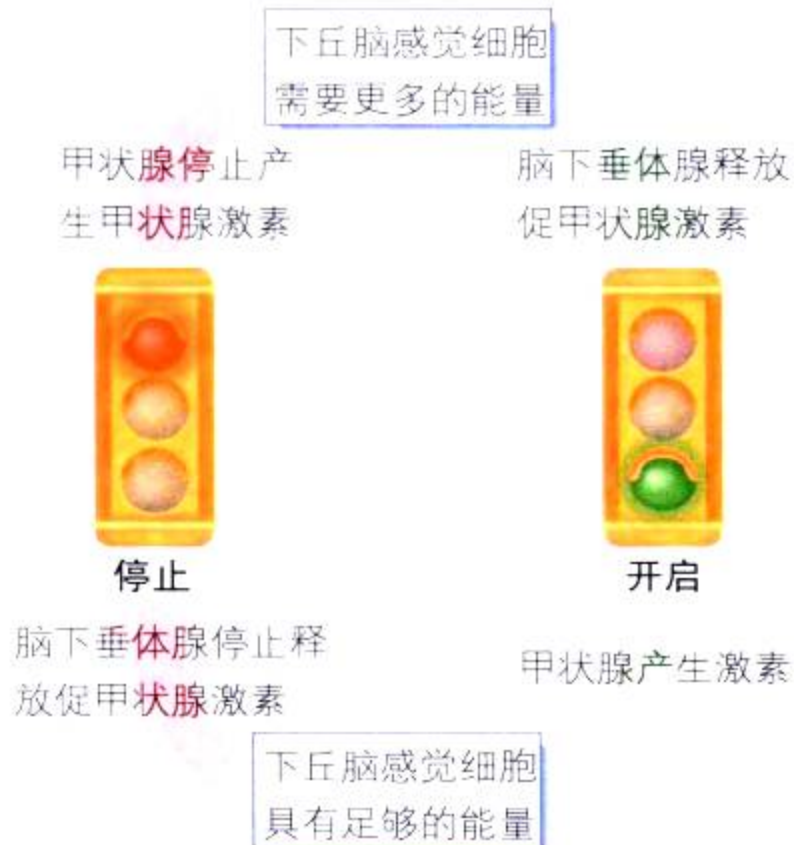 下丘脑感觉细胞
需要更多的能量
甲状腺停止产
生甲状腺激素
脑下垂体腺释放
促甲状腺激素
停止
开启
脑下垂体腺停止释
放促甲状腺激素
甲状腺产生激素
下丘脑感觉细胞
具有足够的能量